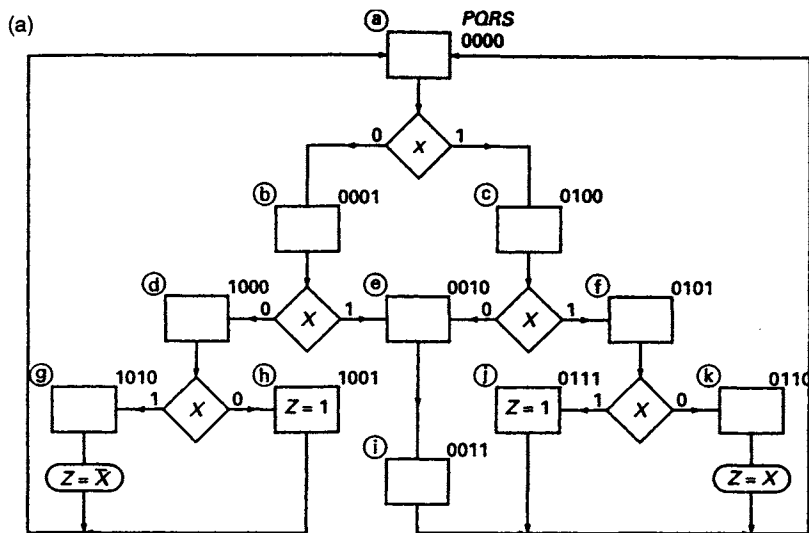 (a)
ⓐ PQRS
0000
0 X 1
ⓑ 0001
ⓒ 0100
ⓓ 1000
0 X 1
ⓔ 0010
0 X 1
ⓕ 0101
ⓖ 1010
1 X 0
ⓗ 1001
Z = 1
ⓙ 0111
Z = 1
1 X 0
ⓚ 0110
ⓘ 0011
Z = X̅
Z = X